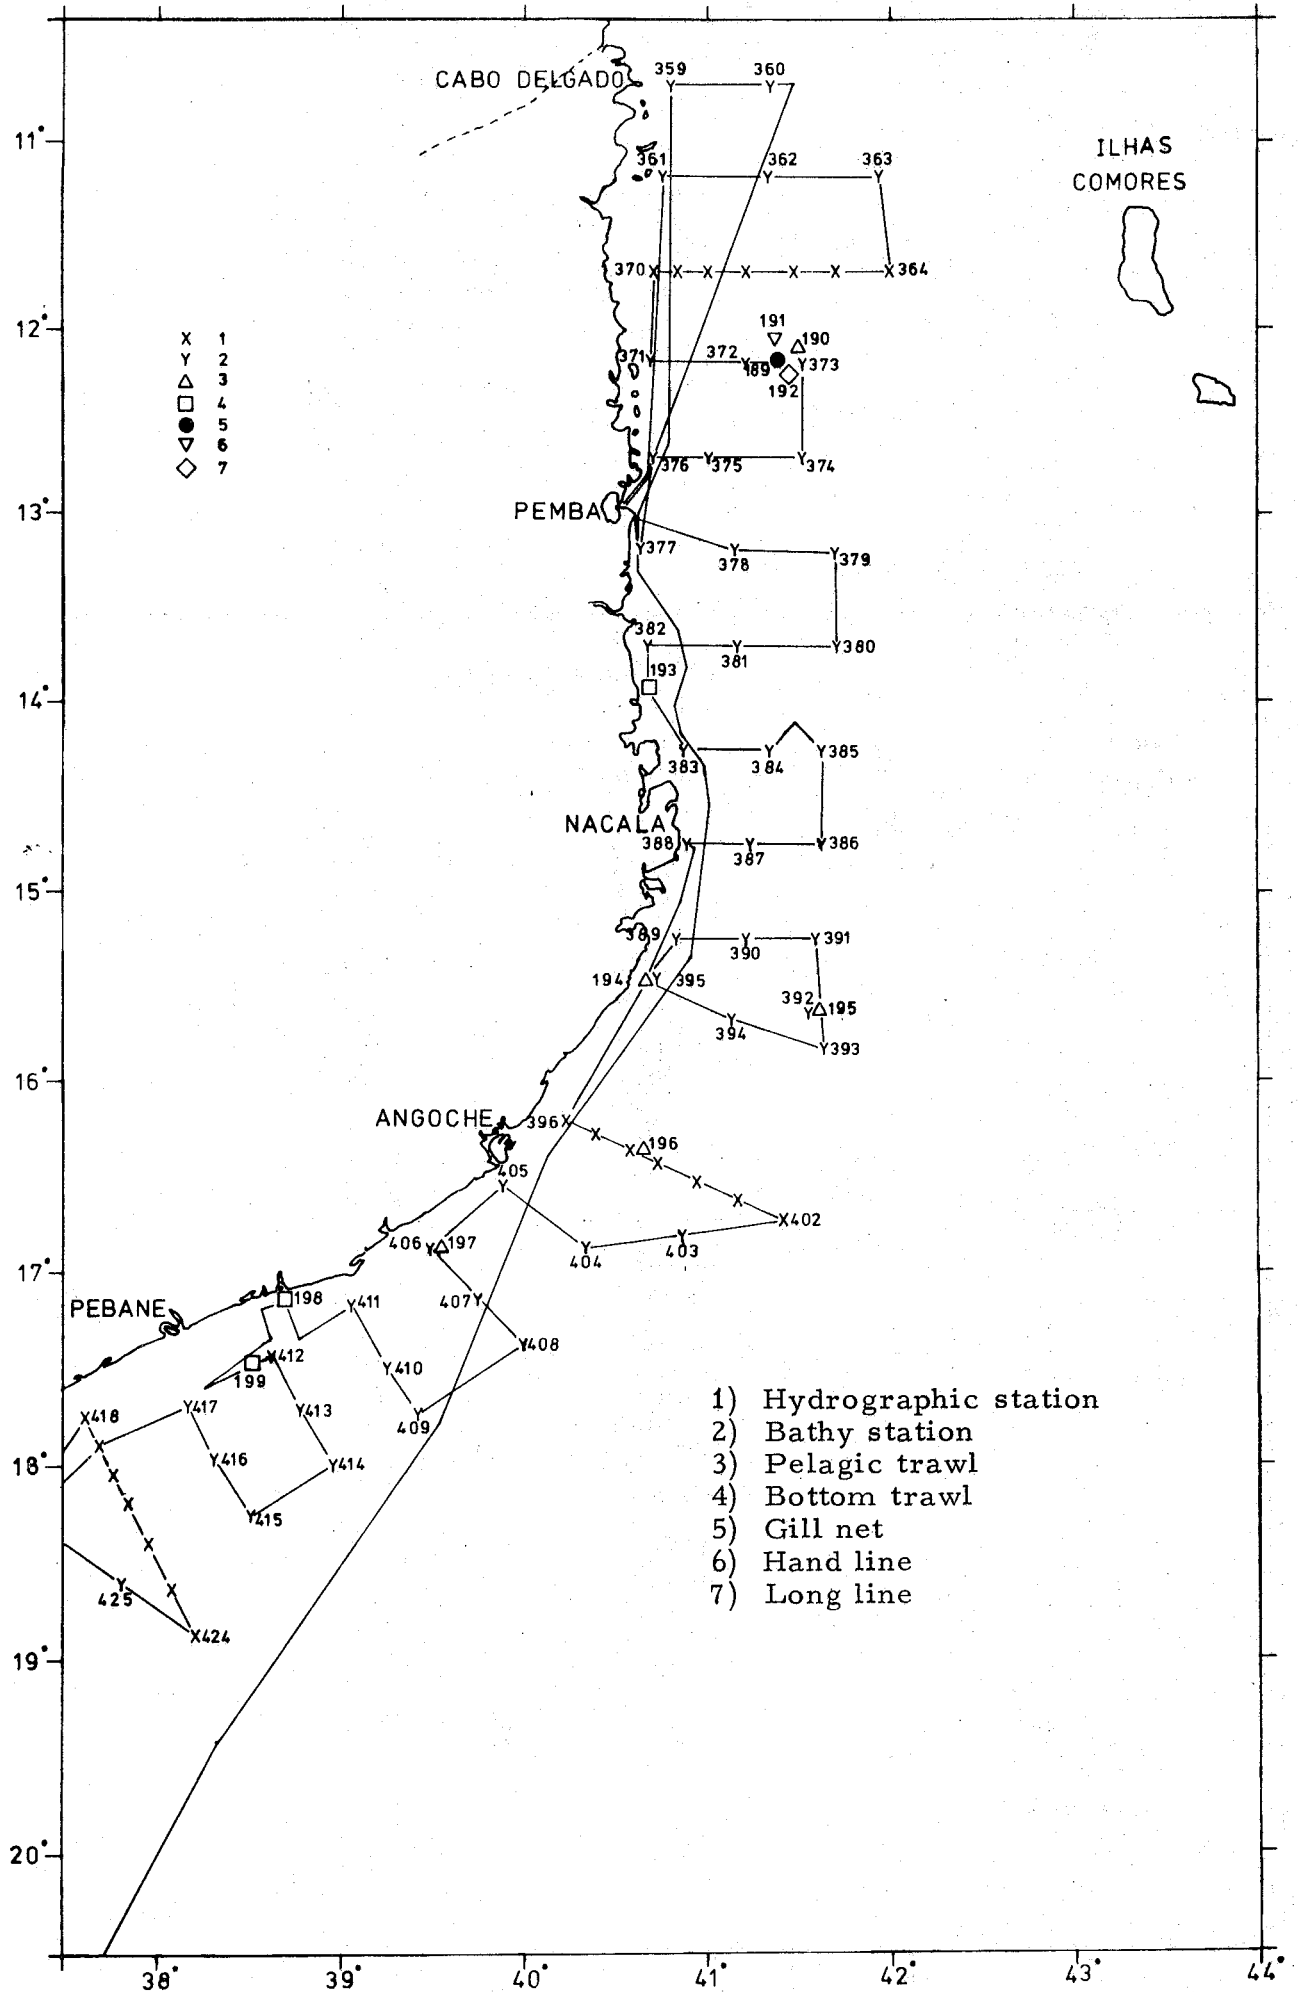 CABO DELGADO
359 360
11°
361 362 363
ILHAS
COMORES
370 364
12°
191
190
371 372 189 373
192
X 1
Y 2
△ 3
□ 4
● 5
▽ 6
◇ 7
376 375 374
PEMBA
13°
377 378 379
382 381 380
193
14°
383 384 385
NACALA
388 387 386
15°
389 390 391
194 395 392 195
394 393
16°
ANGOCHE
396
196
405
402
406 197 404 403
17°
198 411 407
PEBANE
408
412 410
199
417 413 409
418
18°
416 414
415
1) Hydrographic station
2) Bathy station
3) Pelagic trawl
4) Bottom trawl
5) Gill net
6) Hand line
7) Long line
425
424
19°
20°
38° 39° 40° 41° 42° 43° 44°